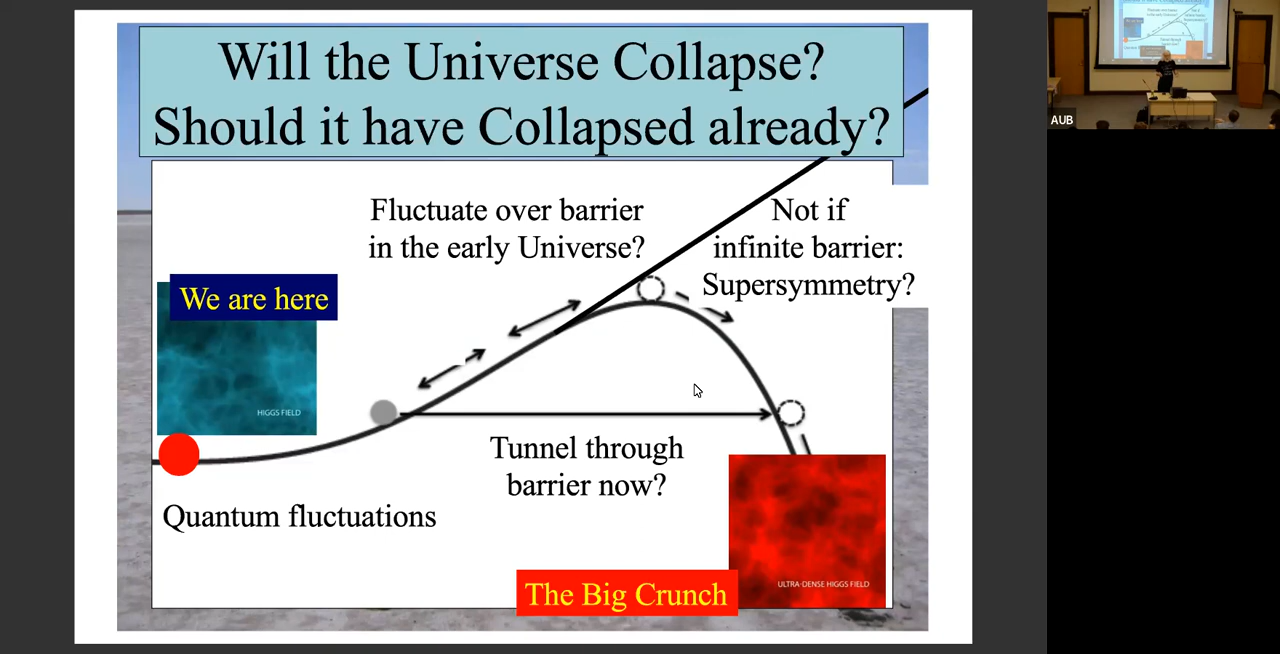 Will the Universe Collapse?
Should it have Collapsed already?
Fluctuate over barrier
in the early Universe?
Not if
infinite barrier:
Supersymmetry?
We are here
HIGGS FIELD
Tunnel through
barrier now?
Quantum fluctuations
The Big Crunch
ULTRA-DENSE HIGGS FIELD
AUB